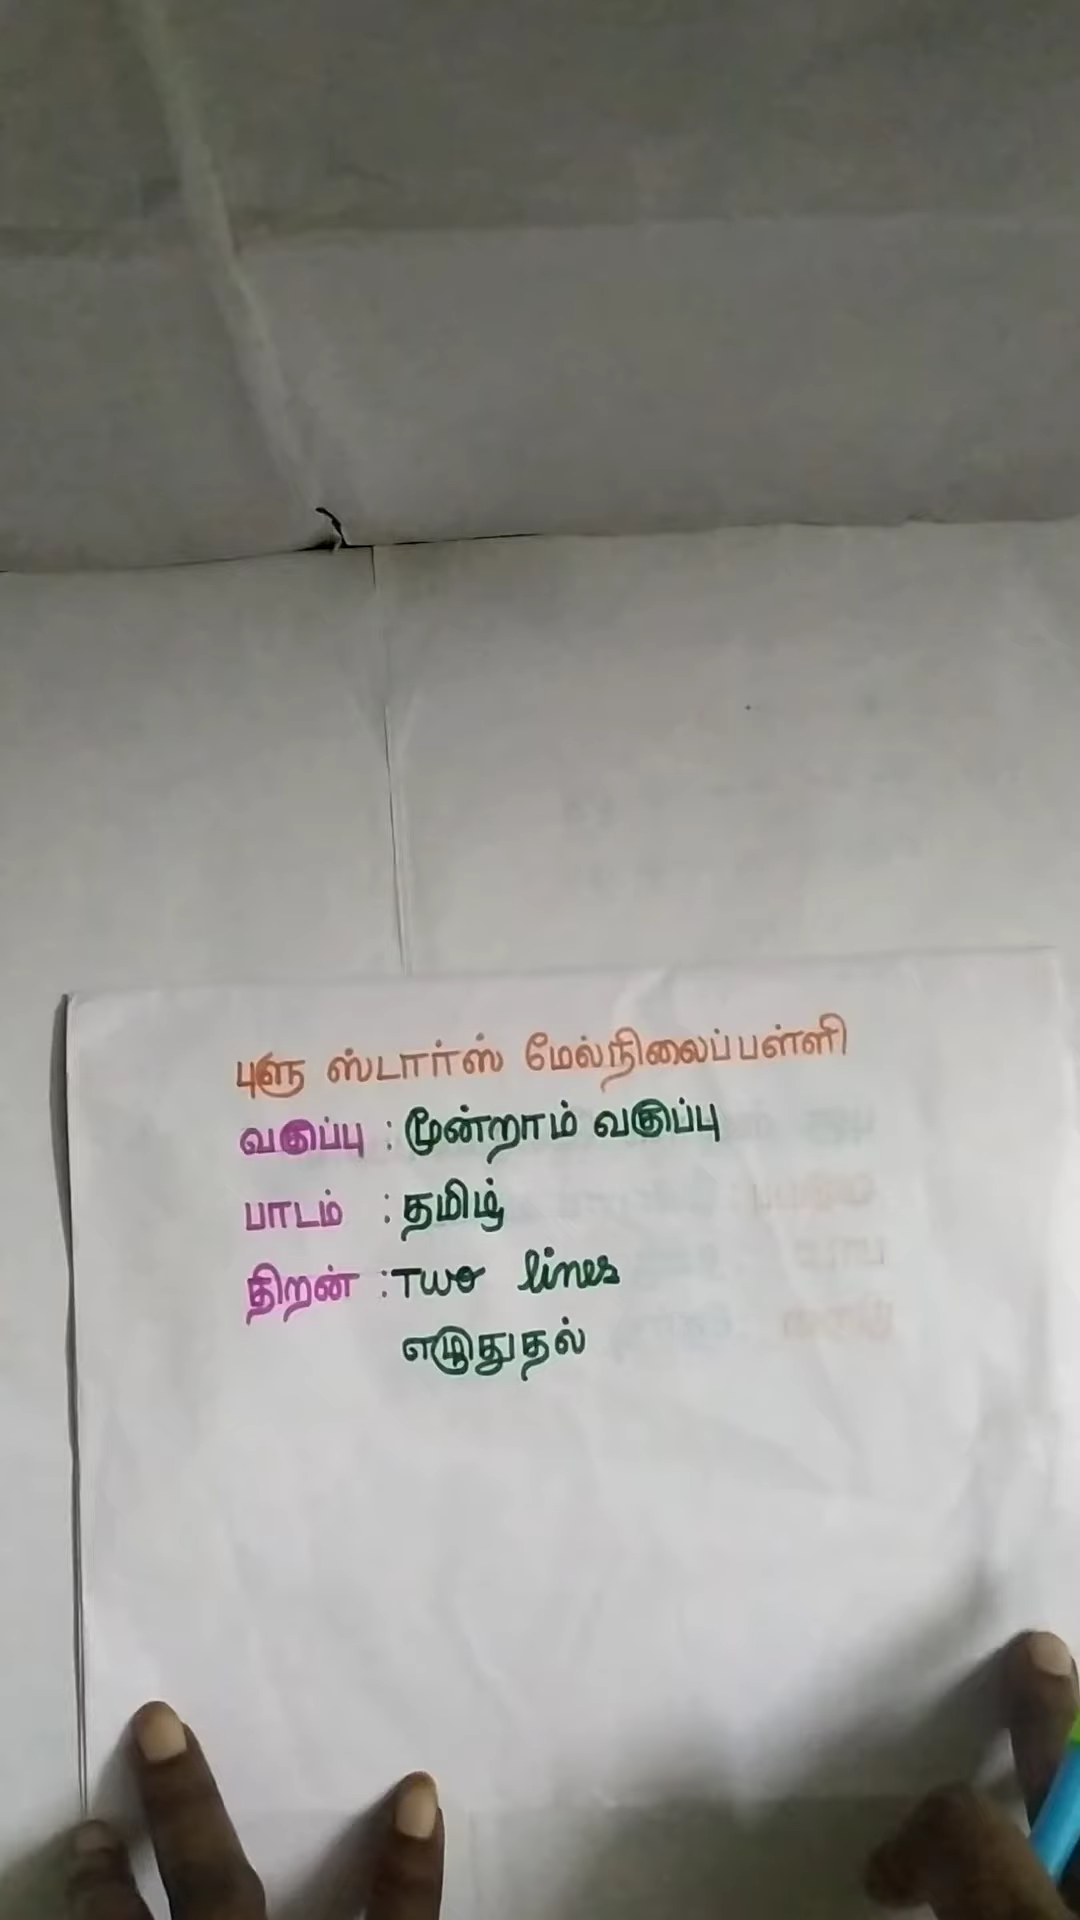 புளூ ஸ்டார்ஸ் மேல்நிலைப்பள்ளி
வகுப்பு : மூன்றாம் வகுப்பு
பாடம் : தமிழ்
திறன் : Two lines
எழுதுதல்